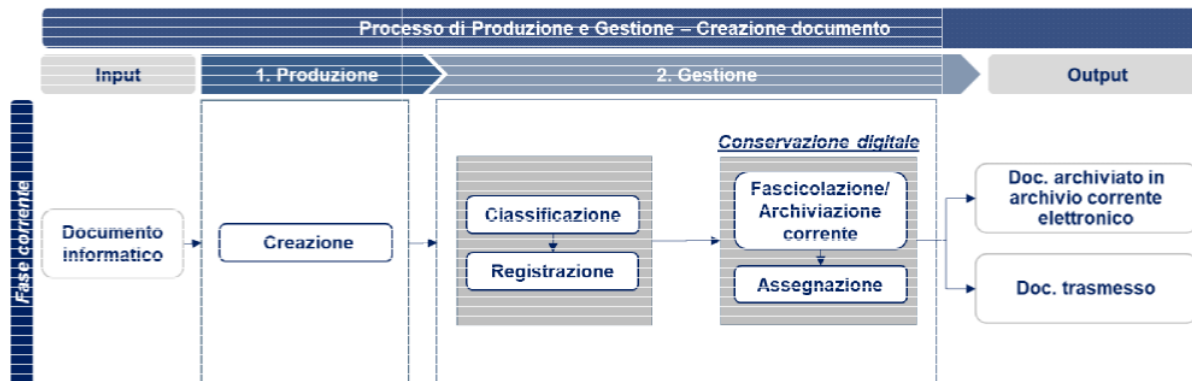 Processo di Produzione e Gestione – Creazione documento
Input
1. Produzione
2. Gestione
Output
Fase corrente
Documento
informatico
Creazione
Classificazione
Registrazione
Conservazione digitale
Fascicolazione/
Archiviazione
corrente
Assegnazione
Doc. archiviato in
archivio corrente
elettronico
Doc. trasmesso